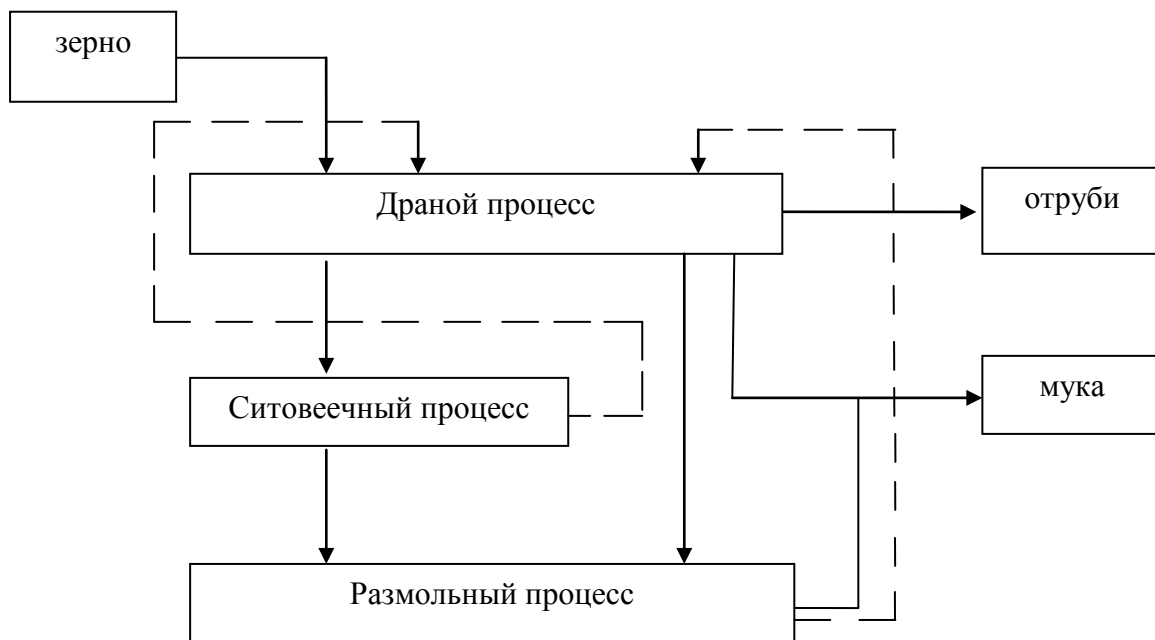 зерно
Драной процесс
отруби
мука
Ситовеечный процесс
Размольный процесс